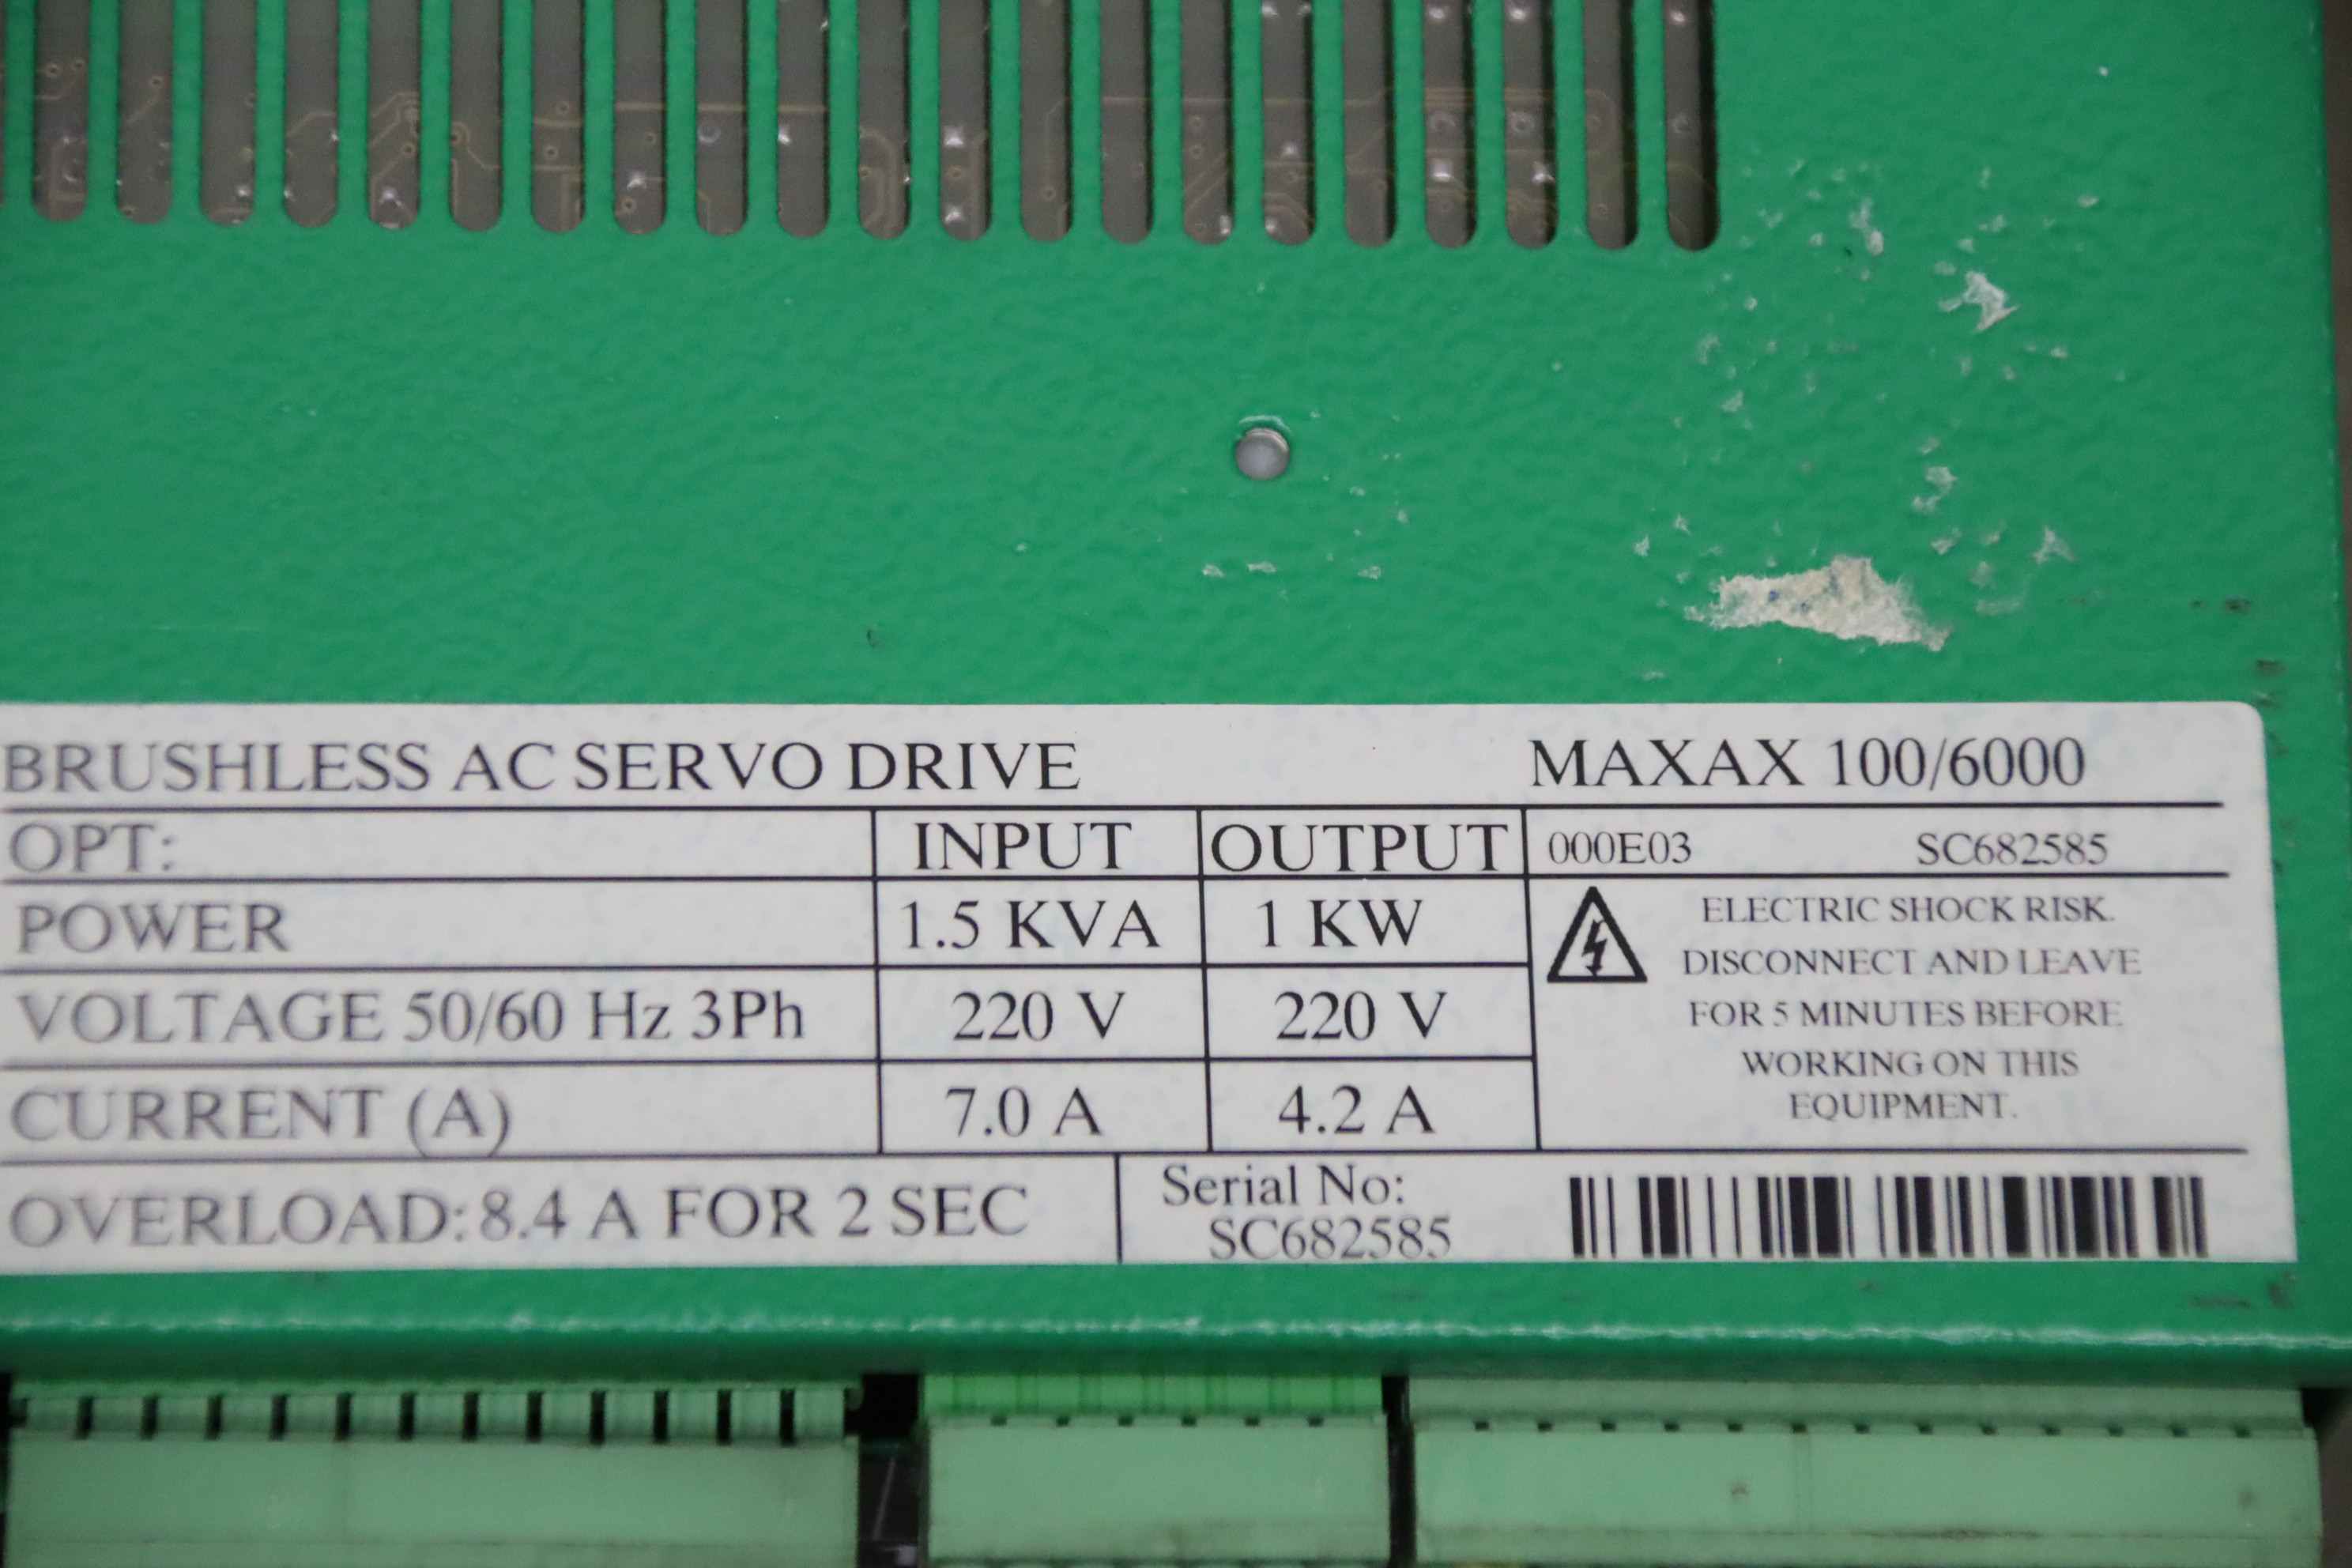 BRUSHLESS AC SERVO DRIVE MAXAX 100/6000
OPT: INPUT OUTPUT 000E03 SC682585
POWER 1.5 KVA 1 KW
VOLTAGE 50/60 Hz 3Ph 220 V 220 V
CURRENT (A) 7.0 A 4.2 A
ELECTRIC SHOCK RISK.
DISCONNECT AND LEAVE
FOR 5 MINUTES BEFORE
WORKING ON THIS
EQUIPMENT.
OVERLOAD: 8.4 A FOR 2 SEC
Serial No:
SC682585